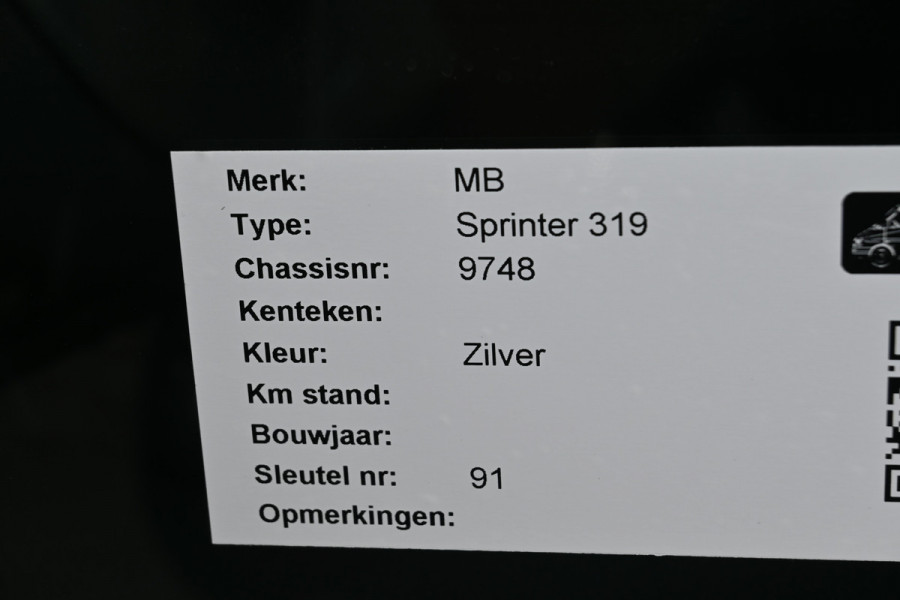 Merk: MB
Type: Sprinter 319
Chassisnr: 9748
Kenteken:
Kleur: Zilver
Km stand:
Bouwjaar:
Sleutel nr: 91
Opmerkingen: